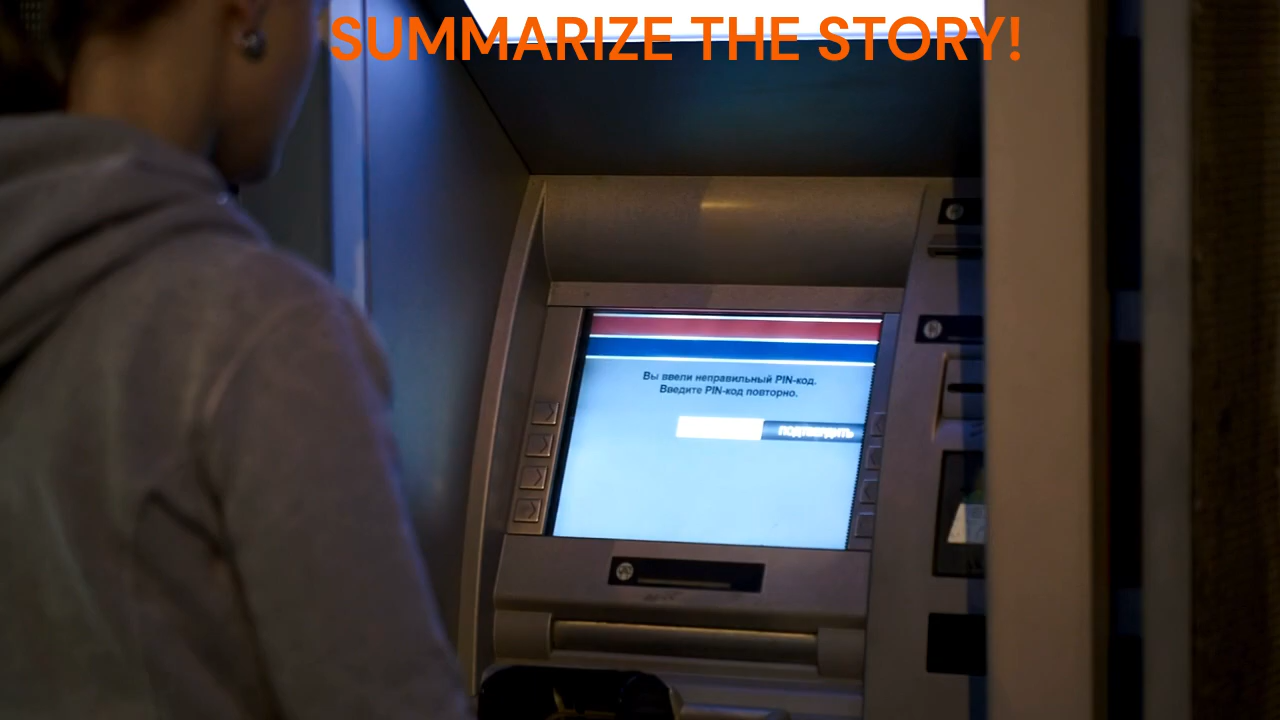 SUMMARIZE THE STORY!
Вы ввели неправильный PIN-код.
Введите PIN-код повторно.
ПОДТВЕРДИТЬ